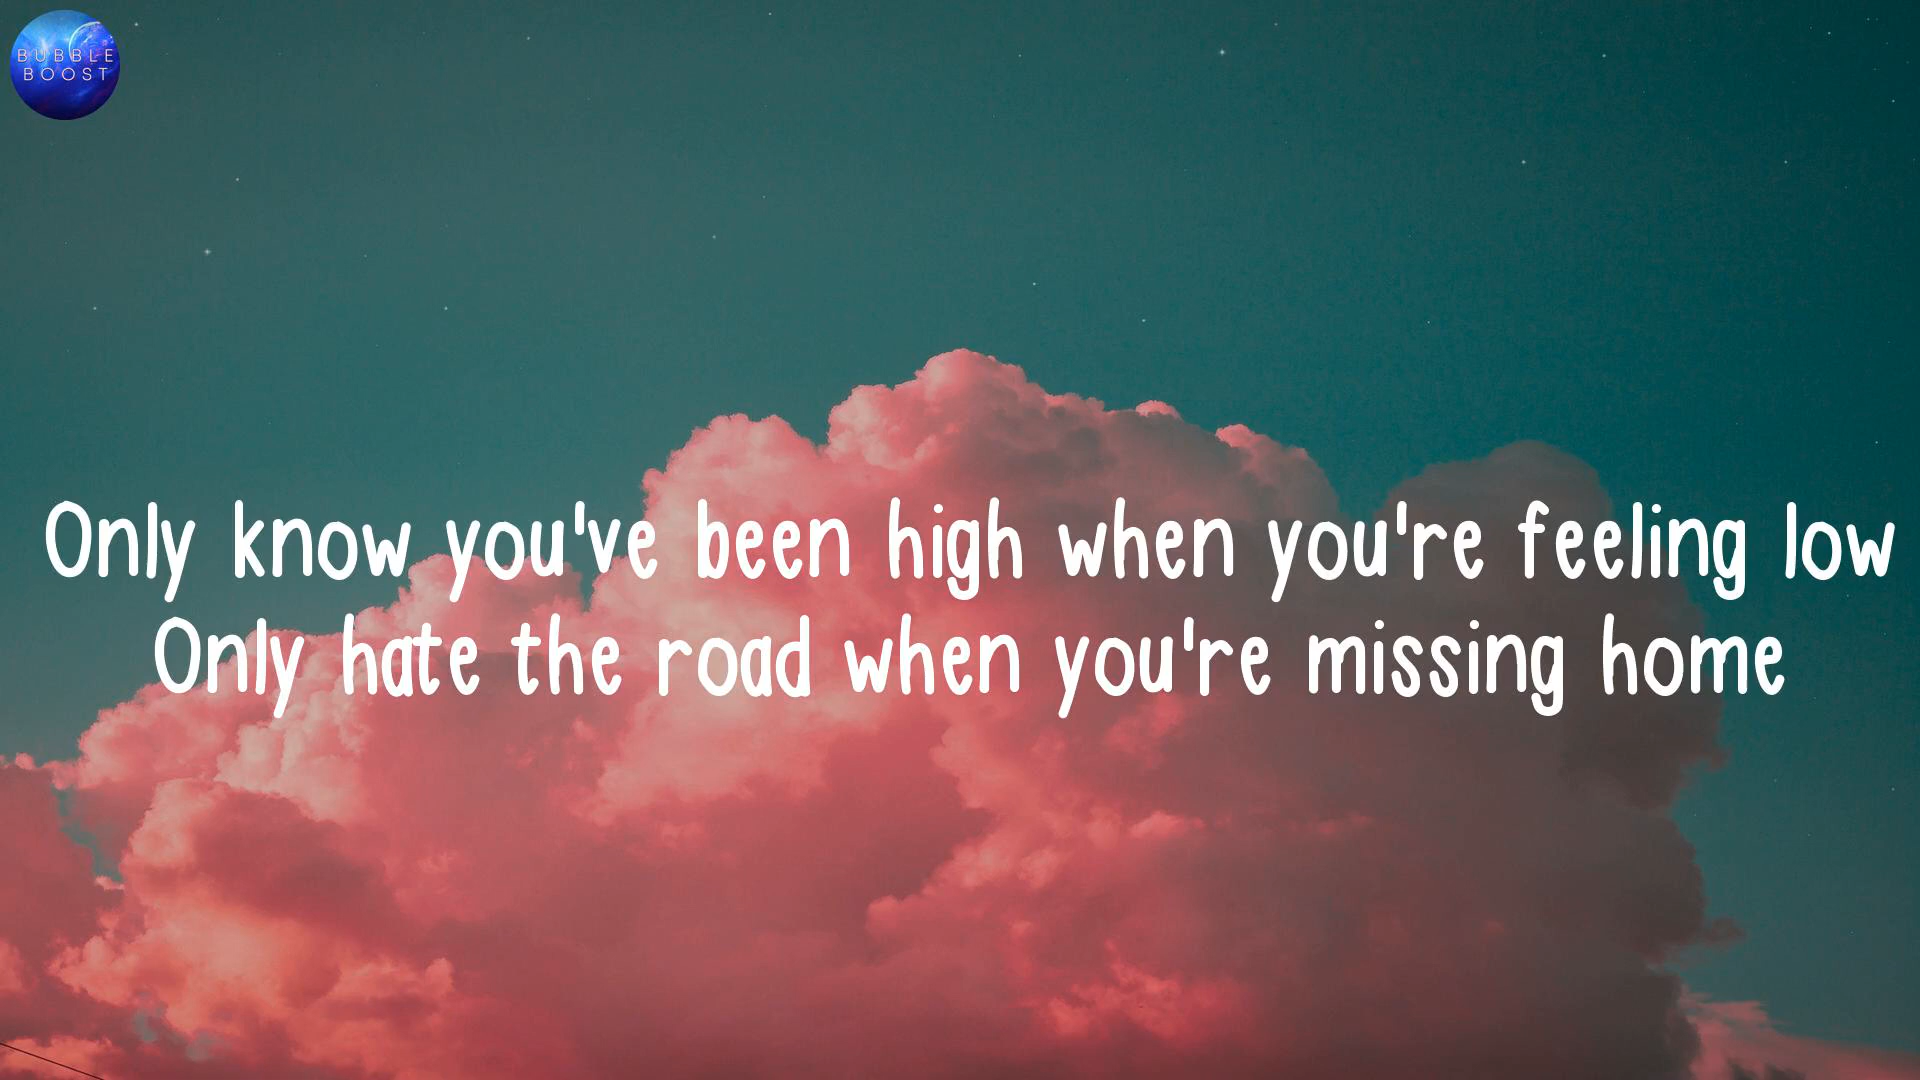 BUBBLE
BOOST
Only know you've been high when you're feeling low
Only hate the road when you're missing home